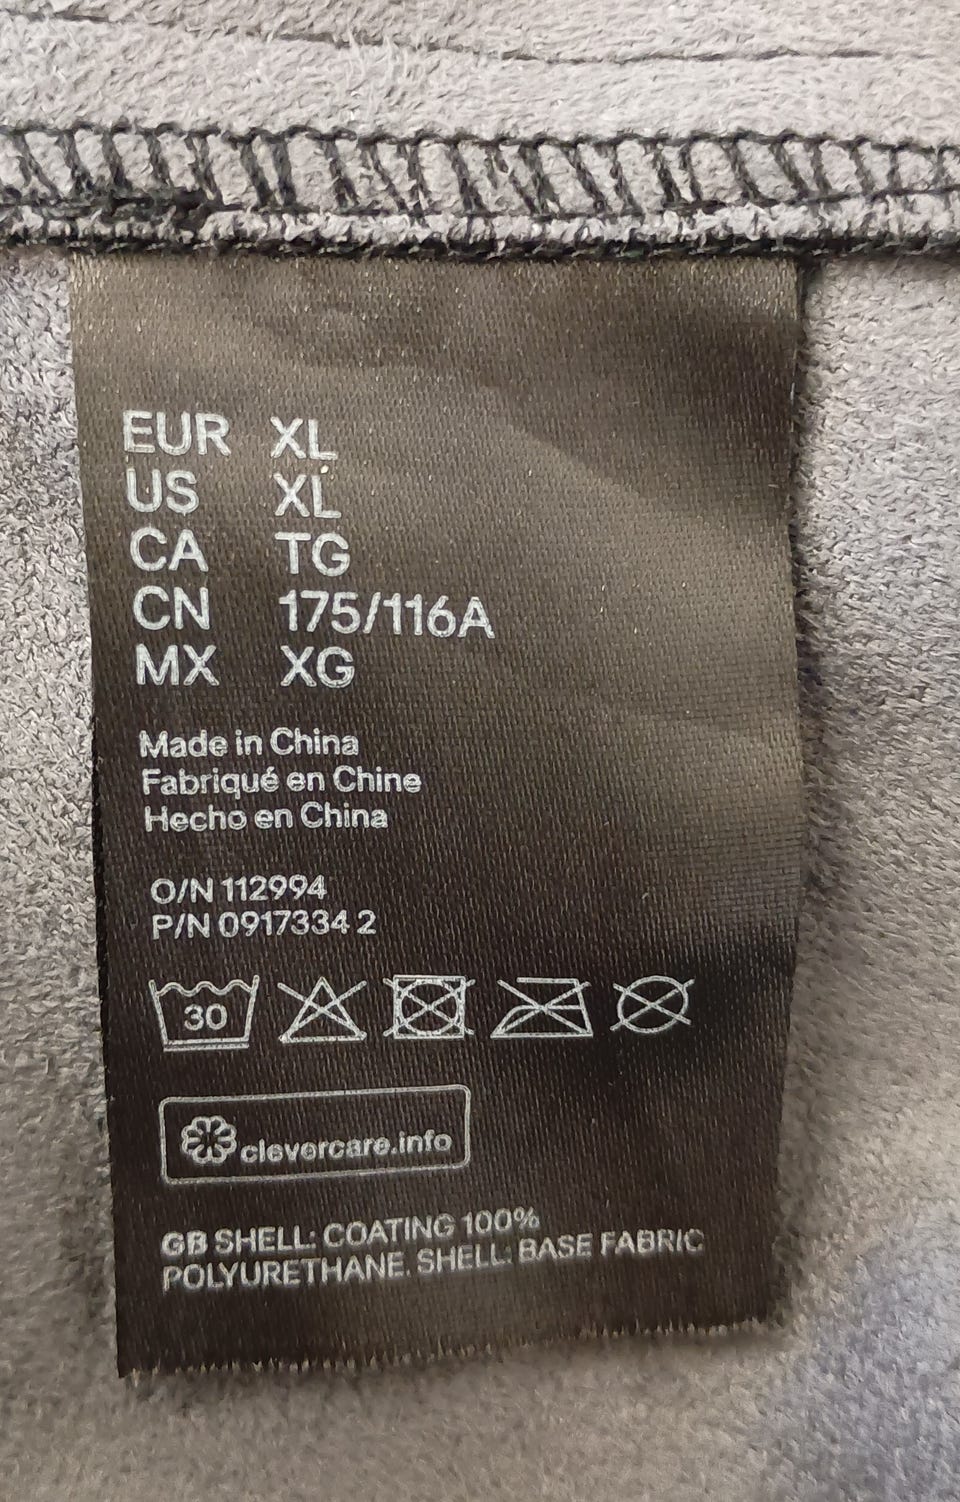 EUR XL
US XL
CA TG
CN 175/116A
MX XG
Made in China
Fabriqué en Chine
Hecho en China
O/N 112994
P/N 0917334 2
30
clevercare.info
GB SHELL: COATING 100%
POLYURETHANE. SHELL: BASE FABRIC